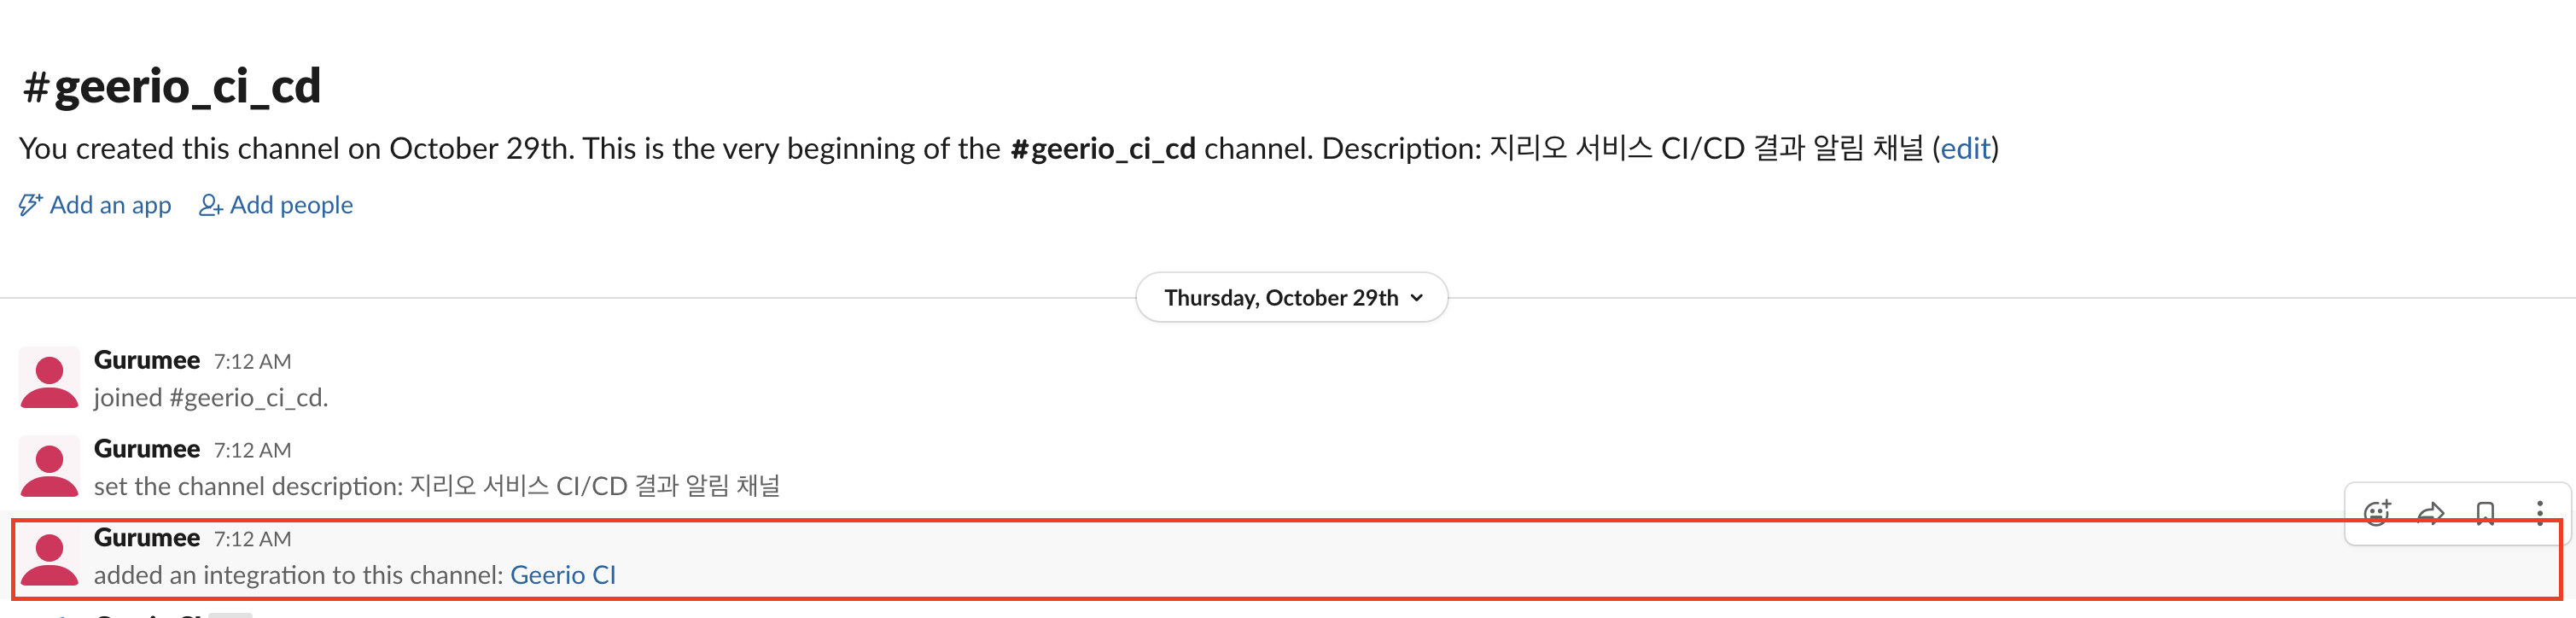 #geerio_ci_cd
You created this channel on October 29th. This is the very beginning of the #geerio_ci_cd channel. Description: 지리오 서비스 CI/CD 결과 알림 채널 (edit)
Add an app Add people
Thursday, October 29th
Gurumee 7:12 AM
joined #geerio_ci_cd.
Gurumee 7:12 AM
set the channel description: 지리오 서비스 CI/CD 결과 알림 채널
Gurumee 7:12 AM
added an integration to this channel: Geerio CI